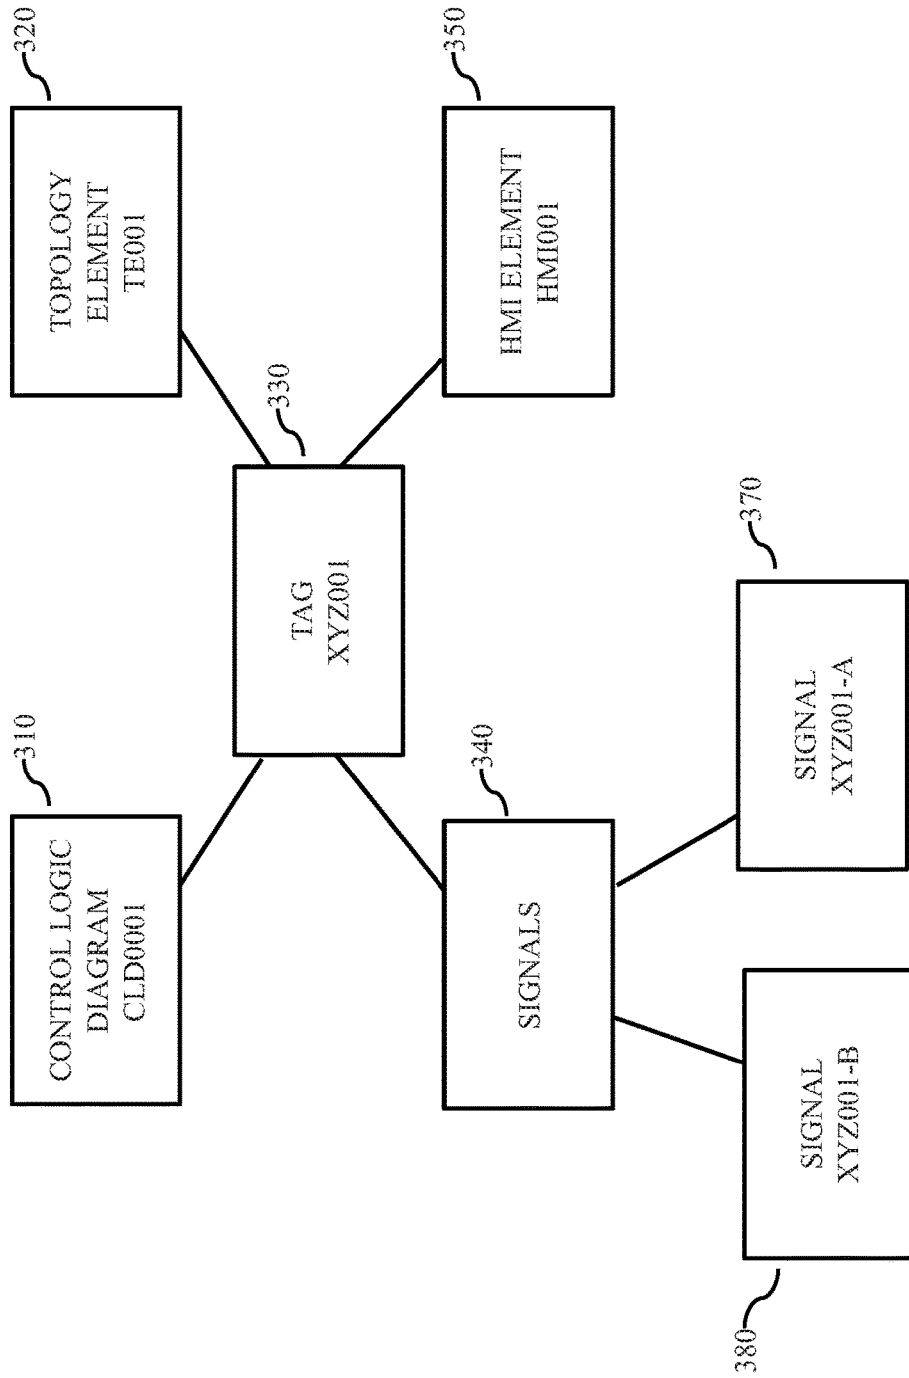 CONTROL LOGIC
DIAGRAM
CLD0001
310
TOPOLOGY
ELEMENT
TE001
320
TAG
XYZ001
330
SIGNALS
340
HMI ELEMENT
HMI001
350
380
SIGNAL
XYZ001-B
SIGNAL
XYZ001-A
370